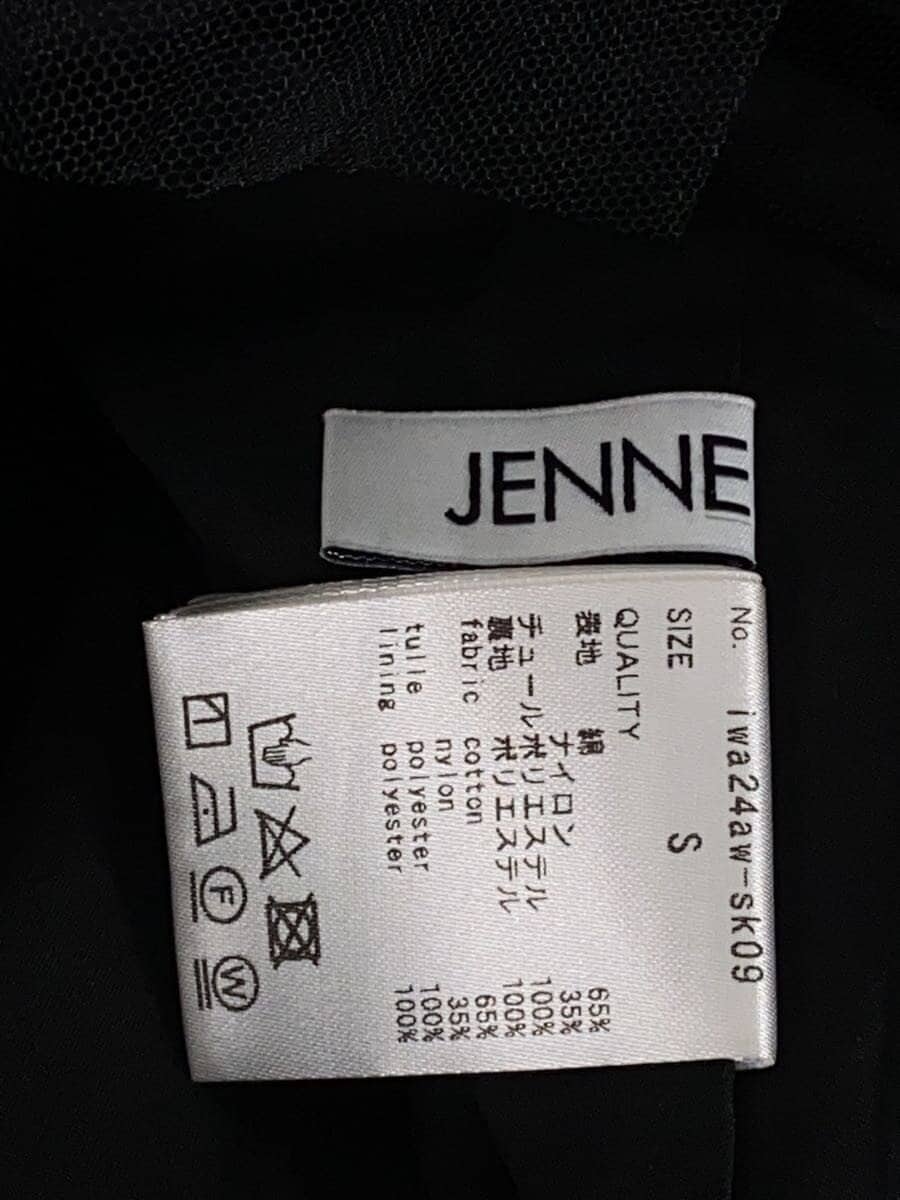 JENNE
No. iwa24aw-sk09
SIZE S
QUALITY
表地 綿 65%
ナイロン 35%
チュール ポリエステル 100%
裏地 ポリエステル 100%
fabric cotton 65%
nylon 35%
tulle polyester 100%
lining polyester 100%
F
W